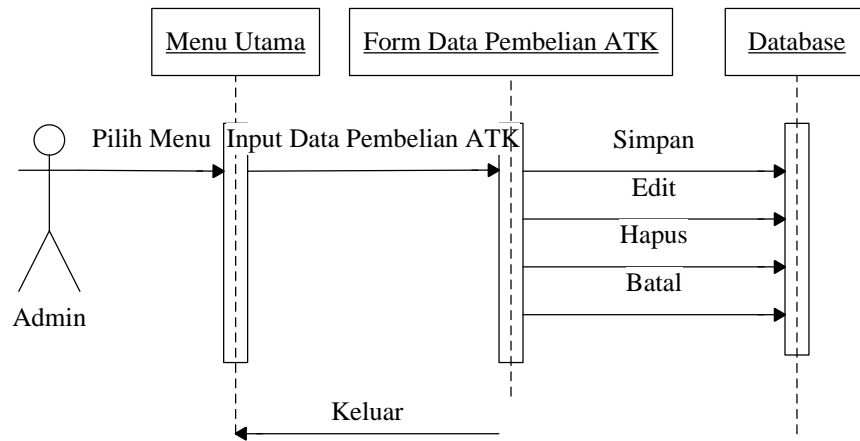 Menu Utama
Form Data Pembelian ATK
Database
Pilih Menu
Input Data Pembelian ATK
Simpan
Edit
Hapus
Batal
Admin
Keluar